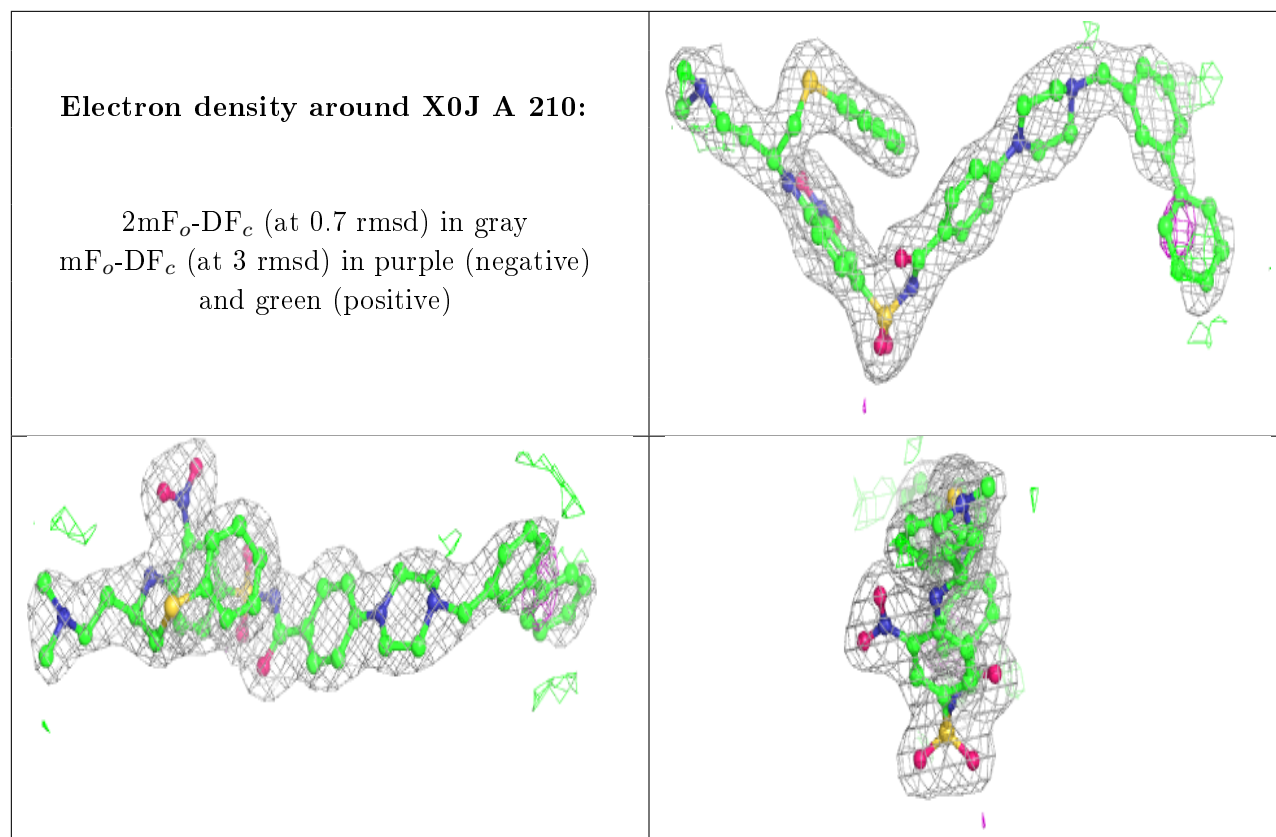 Electron density around X0J A 210:
2mFₒ-DF𝒸 (at 0.7 rmsd) in gray
mFₒ-DF𝒸 (at 3 rmsd) in purple (negative)
and green (positive)